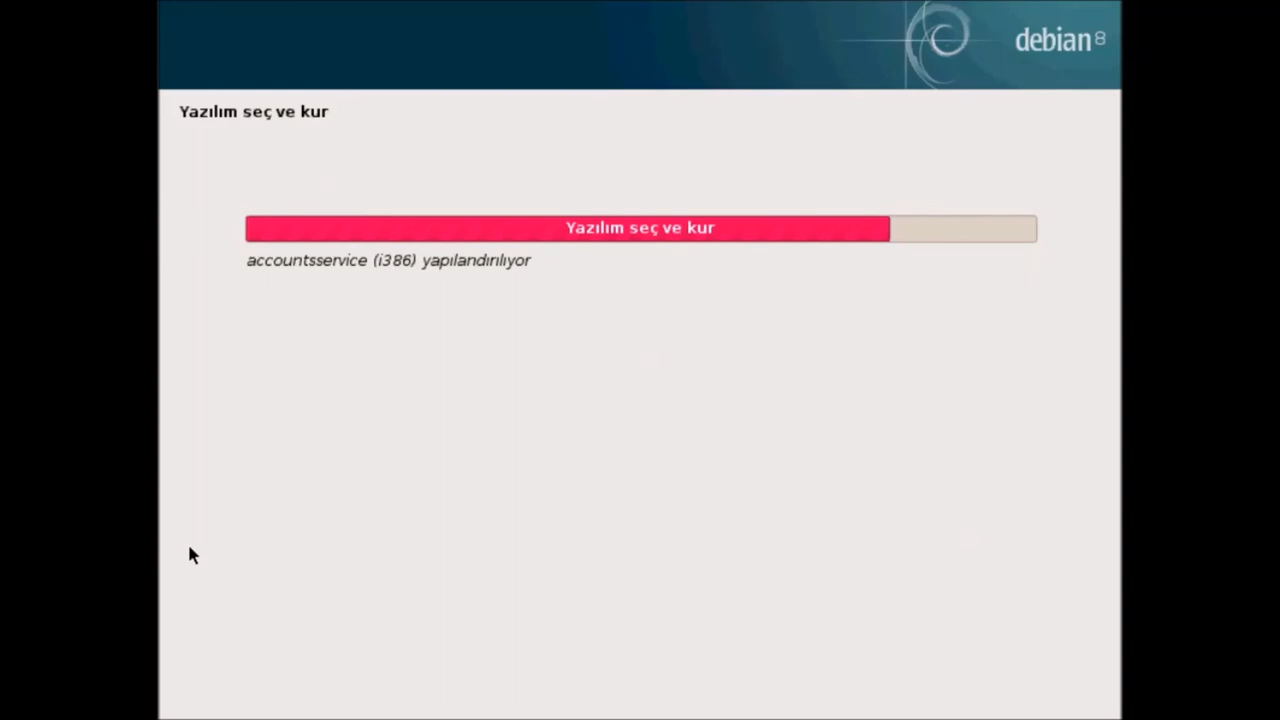 debian 8
Yazılım seç ve kur
Yazılım seç ve kur
accountsservice (i386) yapılandırılıyor